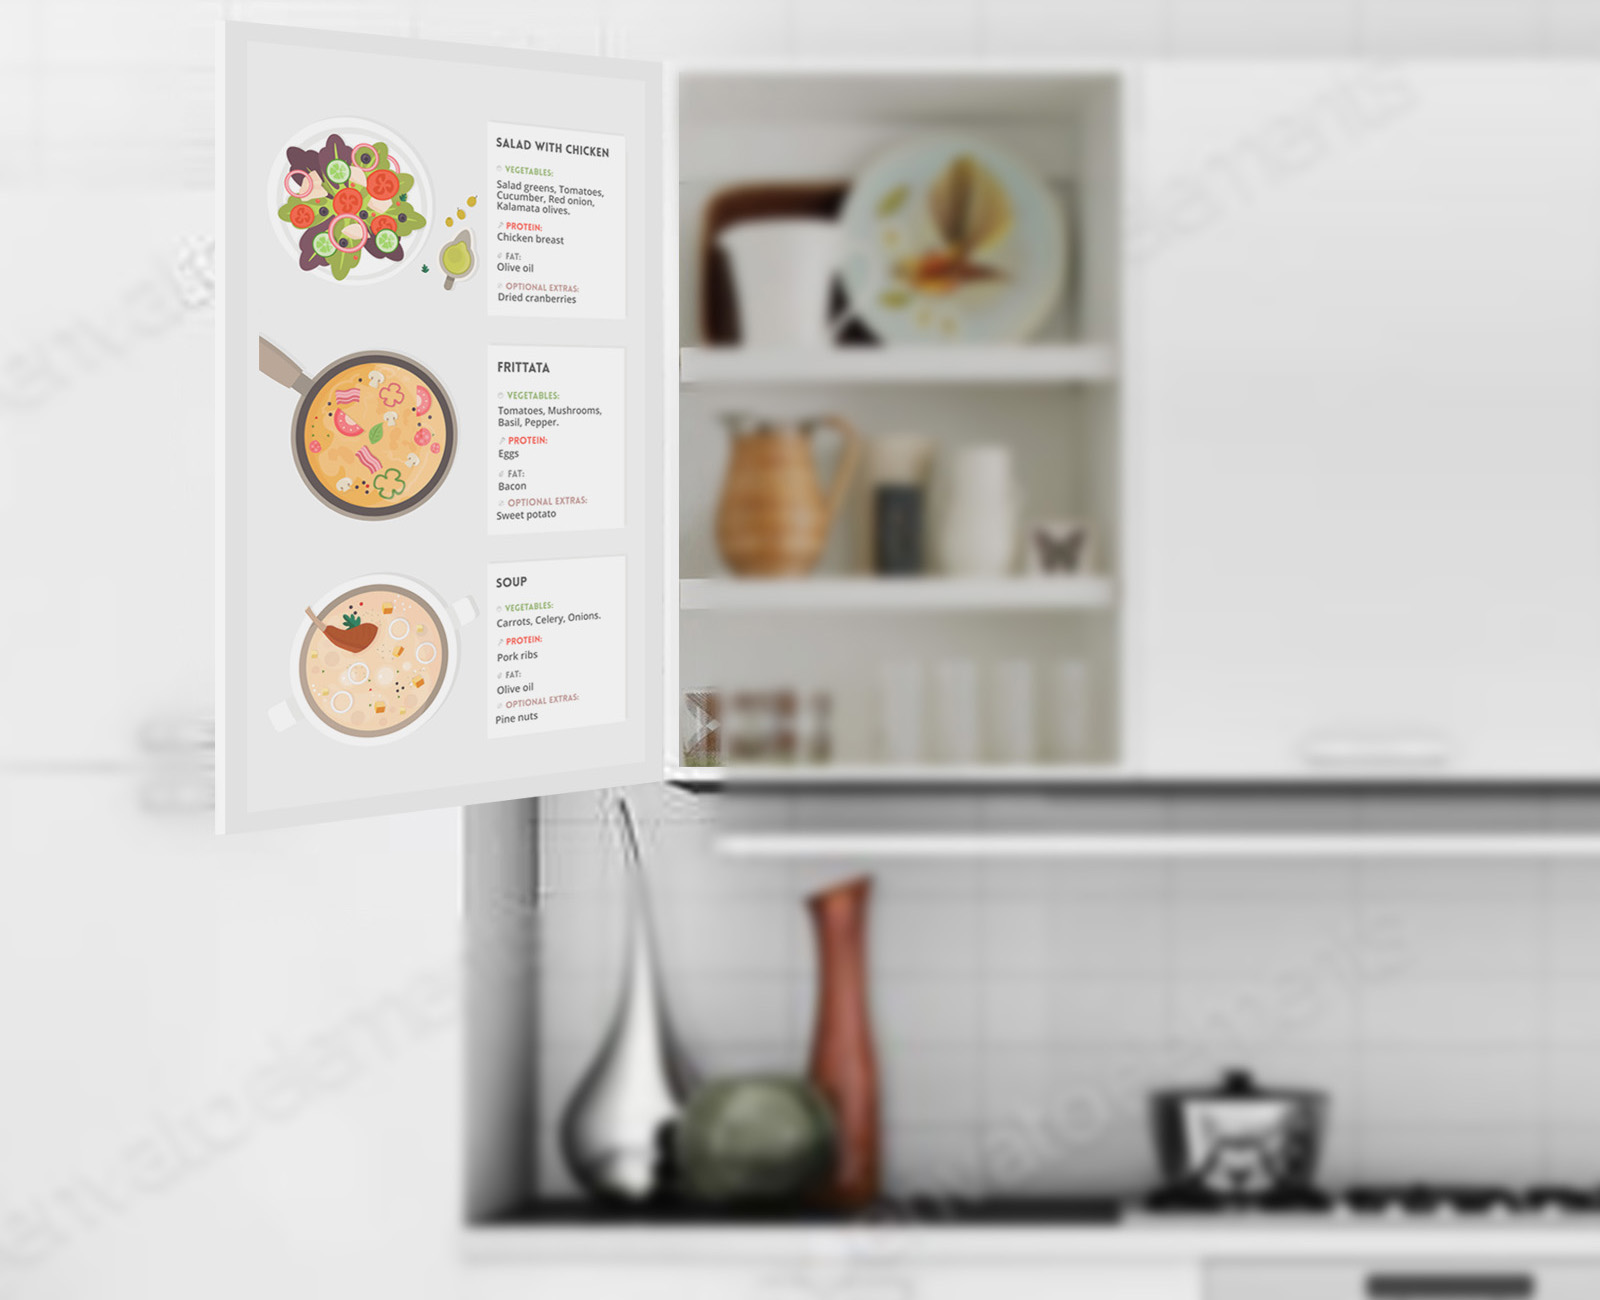 SALAD WITH CHICKEN
VEGETABLES:
Salad greens, Tomatoes,
Cucumber, Red onion,
Kalamata olives.
PROTEIN:
Chicken breast
FAT:
Olive oil
OPTIONAL EXTRAS:
Dried cranberries
FRITTATA
VEGETABLES:
Tomatoes, Mushrooms,
Basil, Pepper.
PROTEIN:
Eggs
FAT:
Bacon
OPTIONAL EXTRAS:
Sweet potato
SOUP
VEGETABLES:
Carrots, Celery, Onions.
PROTEIN:
Pork ribs
FAT:
Olive oil
OPTIONAL EXTRAS:
Pine nuts